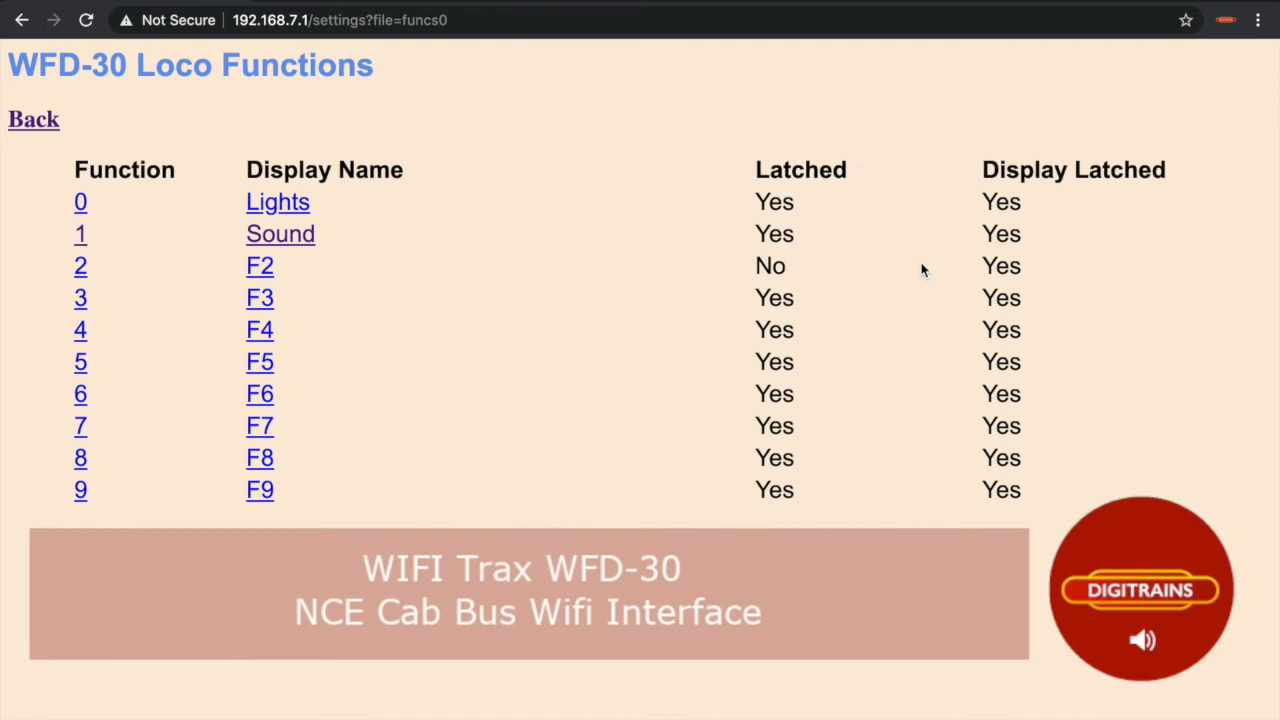 Not Secure 192.168.7.1/settings?file=funcs0
WFD-30 Loco Functions
Back
Function Display Name Latched Display Latched
0 Lights Yes Yes
1 Sound Yes Yes
2 F2 No Yes
3 F3 Yes Yes
4 F4 Yes Yes
5 F5 Yes Yes
6 F6 Yes Yes
7 F7 Yes Yes
8 F8 Yes Yes
9 F9 Yes Yes
WIFI Trax WFD-30
NCE Cab Bus Wifi Interface
DIGITRAINS